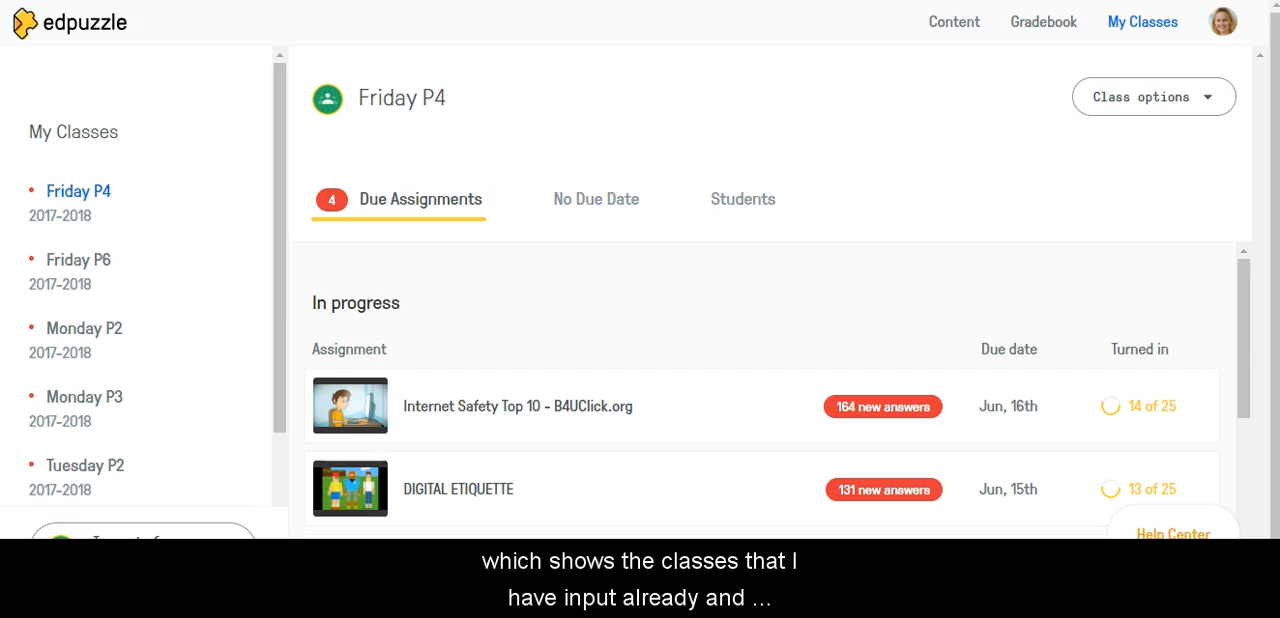 edpuzzle
Content
Gradebook
My Classes
My Classes
Friday P4
2017-2018
Friday P6
2017-2018
Monday P2
2017-2018
Monday P3
2017-2018
Tuesday P2
2017-2018
Friday P4
Class options
4 Due Assignments
No Due Date
Students
In progress
Assignment Due date Turned in
Internet Safety Top 10 - B4UClick.org 164 new answers Jun, 16th 14 of 25
DIGITAL ETIQUETTE 131 new answers Jun, 15th 13 of 25
Help Center
which shows the classes that I
have input already and ...